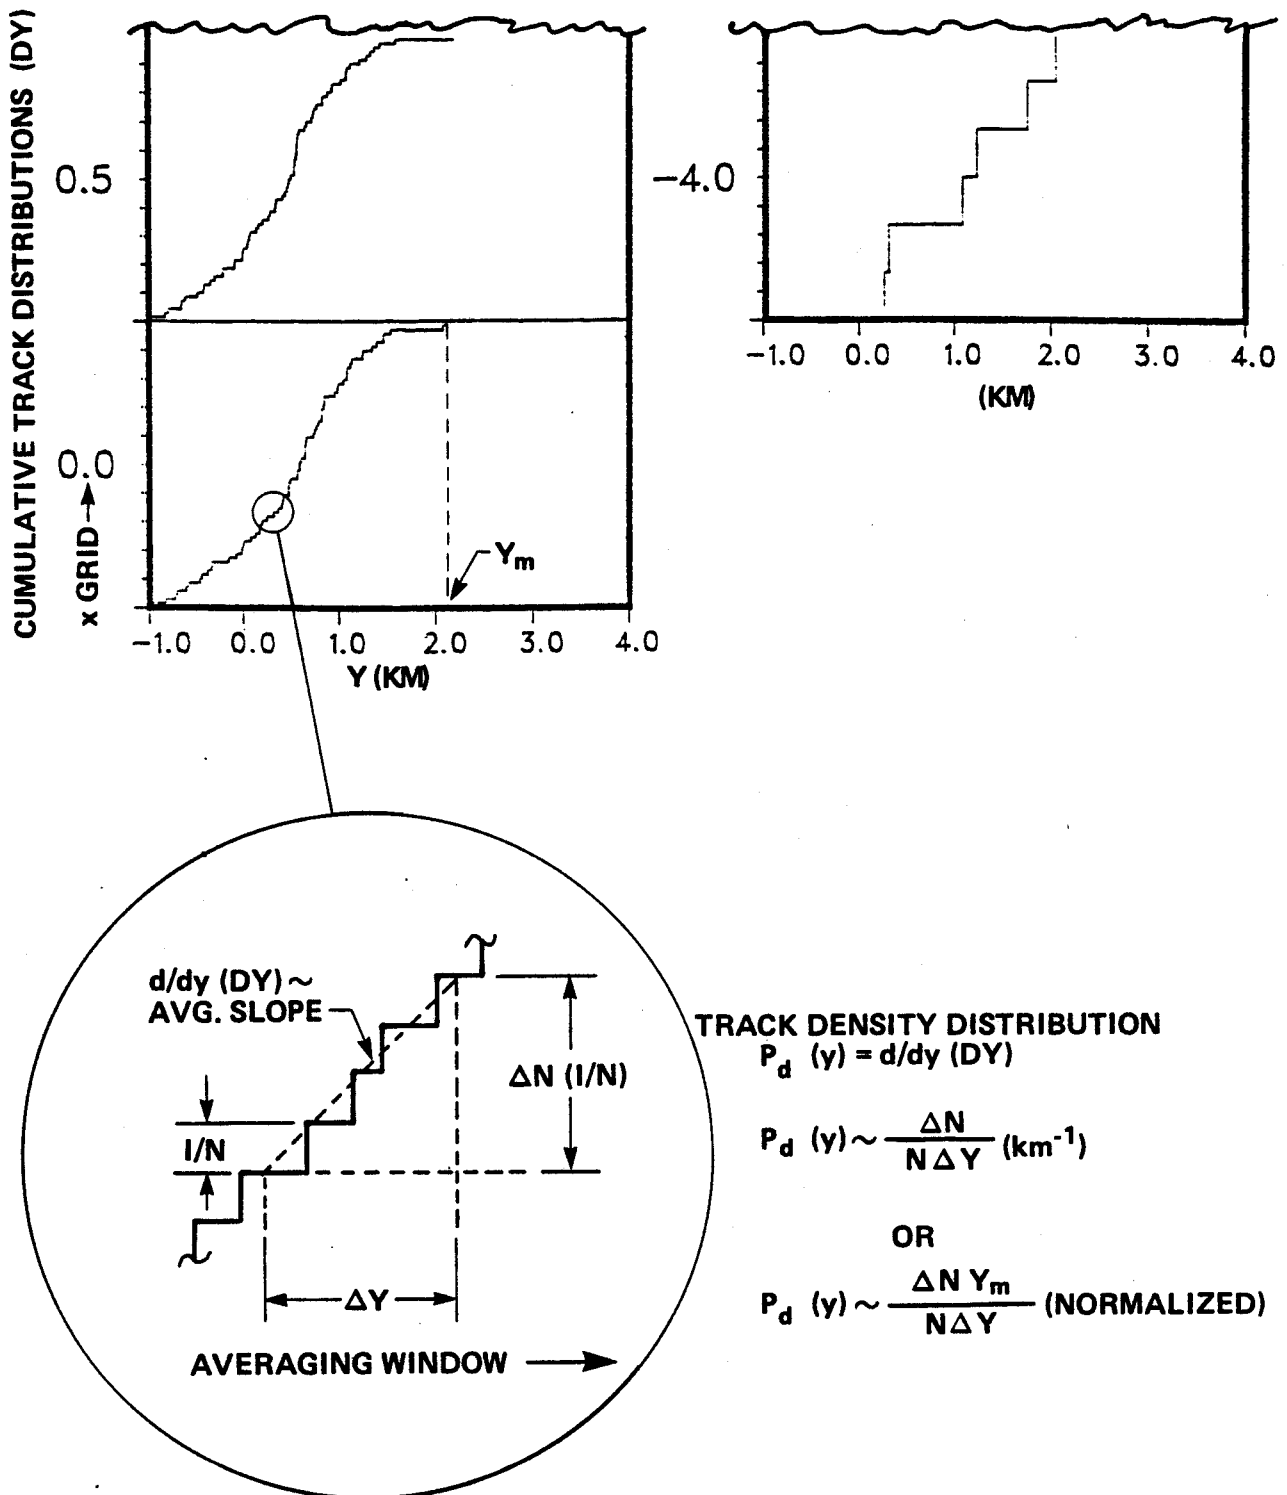 CUMULATIVE TRACK DISTRIBUTIONS (DY)
x GRID
0.5
0.0
-1.0 0.0 1.0 2.0 3.0 4.0
Y (KM)
Ym
-4.0
-1.0 0.0 1.0 2.0 3.0 4.0
(KM)
d/dy (DY) ~
AVG. SLOPE
I/N
ΔN (I/N)
ΔY
AVERAGING WINDOW
TRACK DENSITY DISTRIBUTION
Pd (y) = d/dy (DY)
Pd (y) ~ ΔN / NΔY (km-1)
OR
Pd (y) ~ ΔN Ym / NΔY (NORMALIZED)